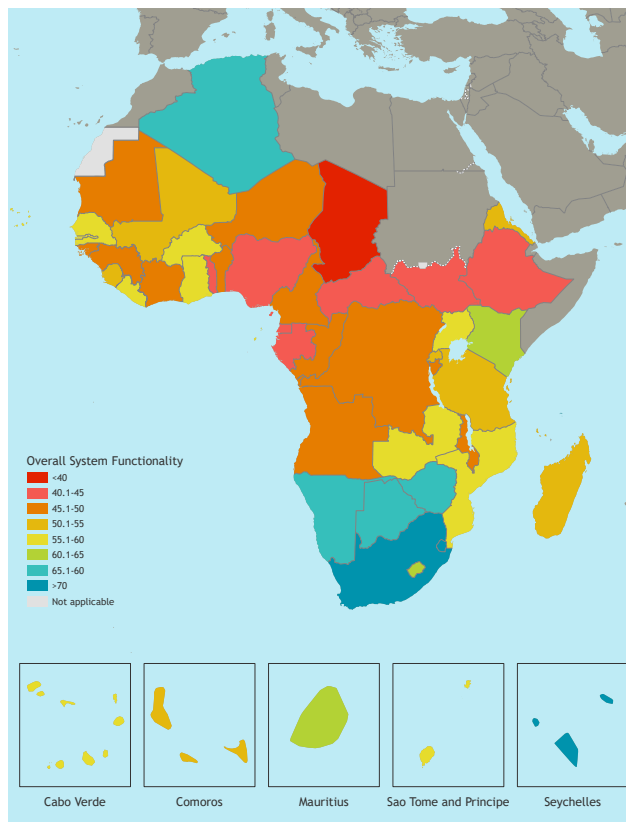 Overall System Functionality
<40
40.1-45
45.1-50
50.1-55
55.1-60
60.1-65
65.1-60
>70
Not applicable
Cabo Verde
Comoros
Mauritius
Sao Tome and Principe
Seychelles